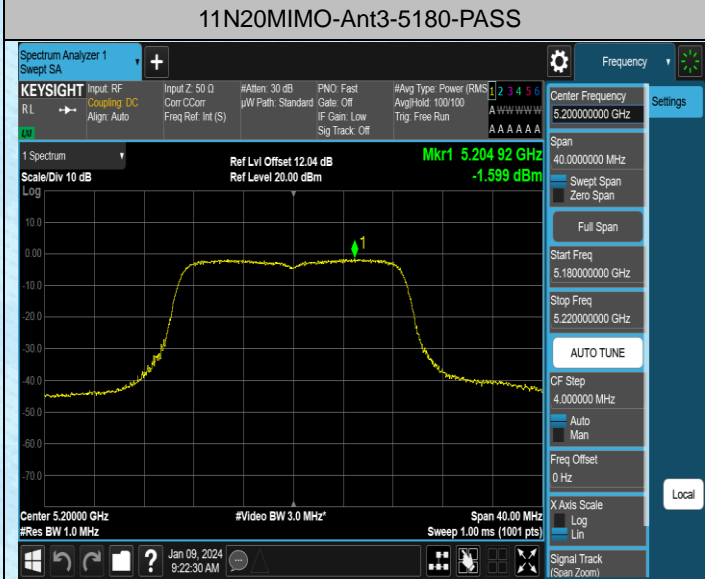 11N20MIMO-Ant3-5180-PASS
Spectrum Analyzer 1
Swept SA
Frequency
KEYSIGHT
RL
LXI
Input: RF
Coupling: DC
Align: Auto
Input Z: 50 Ω
Corr CCorr
Freq Ref: Int (S)
#Atten: 30 dB
µW Path: Standard
PNO: Fast
Gate: Off
IF Gain: Low
Sig Track: Off
#Avg Type: Power (RMS
Avg|Hold: 100/100
Trig: Free Run
1 2 3 4 5 6
A W W W W W
A A A A A A
1 Spectrum
Scale/Div 10 dB
Log
Ref Lvl Offset 12.04 dB
Ref Level 20.00 dBm
Mkr1 5.204 92 GHz
-1.599 dBm
1
10.0
0.00
-10.0
-20.0
-30.0
-40.0
-50.0
-60.0
-70.0
Center 5.20000 GHz
#Res BW 1.0 MHz
#Video BW 3.0 MHz*
Span 40.00 MHz
Sweep 1.00 ms (1001 pts)
?
Jan 09, 2024
9:22:30 AM
Center Frequency
5.200000000 GHz
Span
40.0000000 MHz
Swept Span
Zero Span
Full Span
Start Freq
5.180000000 GHz
Stop Freq
5.220000000 GHz
AUTO TUNE
CF Step
4.000000 MHz
Auto
Man
Freq Offset
0 Hz
X Axis Scale
Log
Lin
Signal Track
(Span Zoom)
Settings
Local